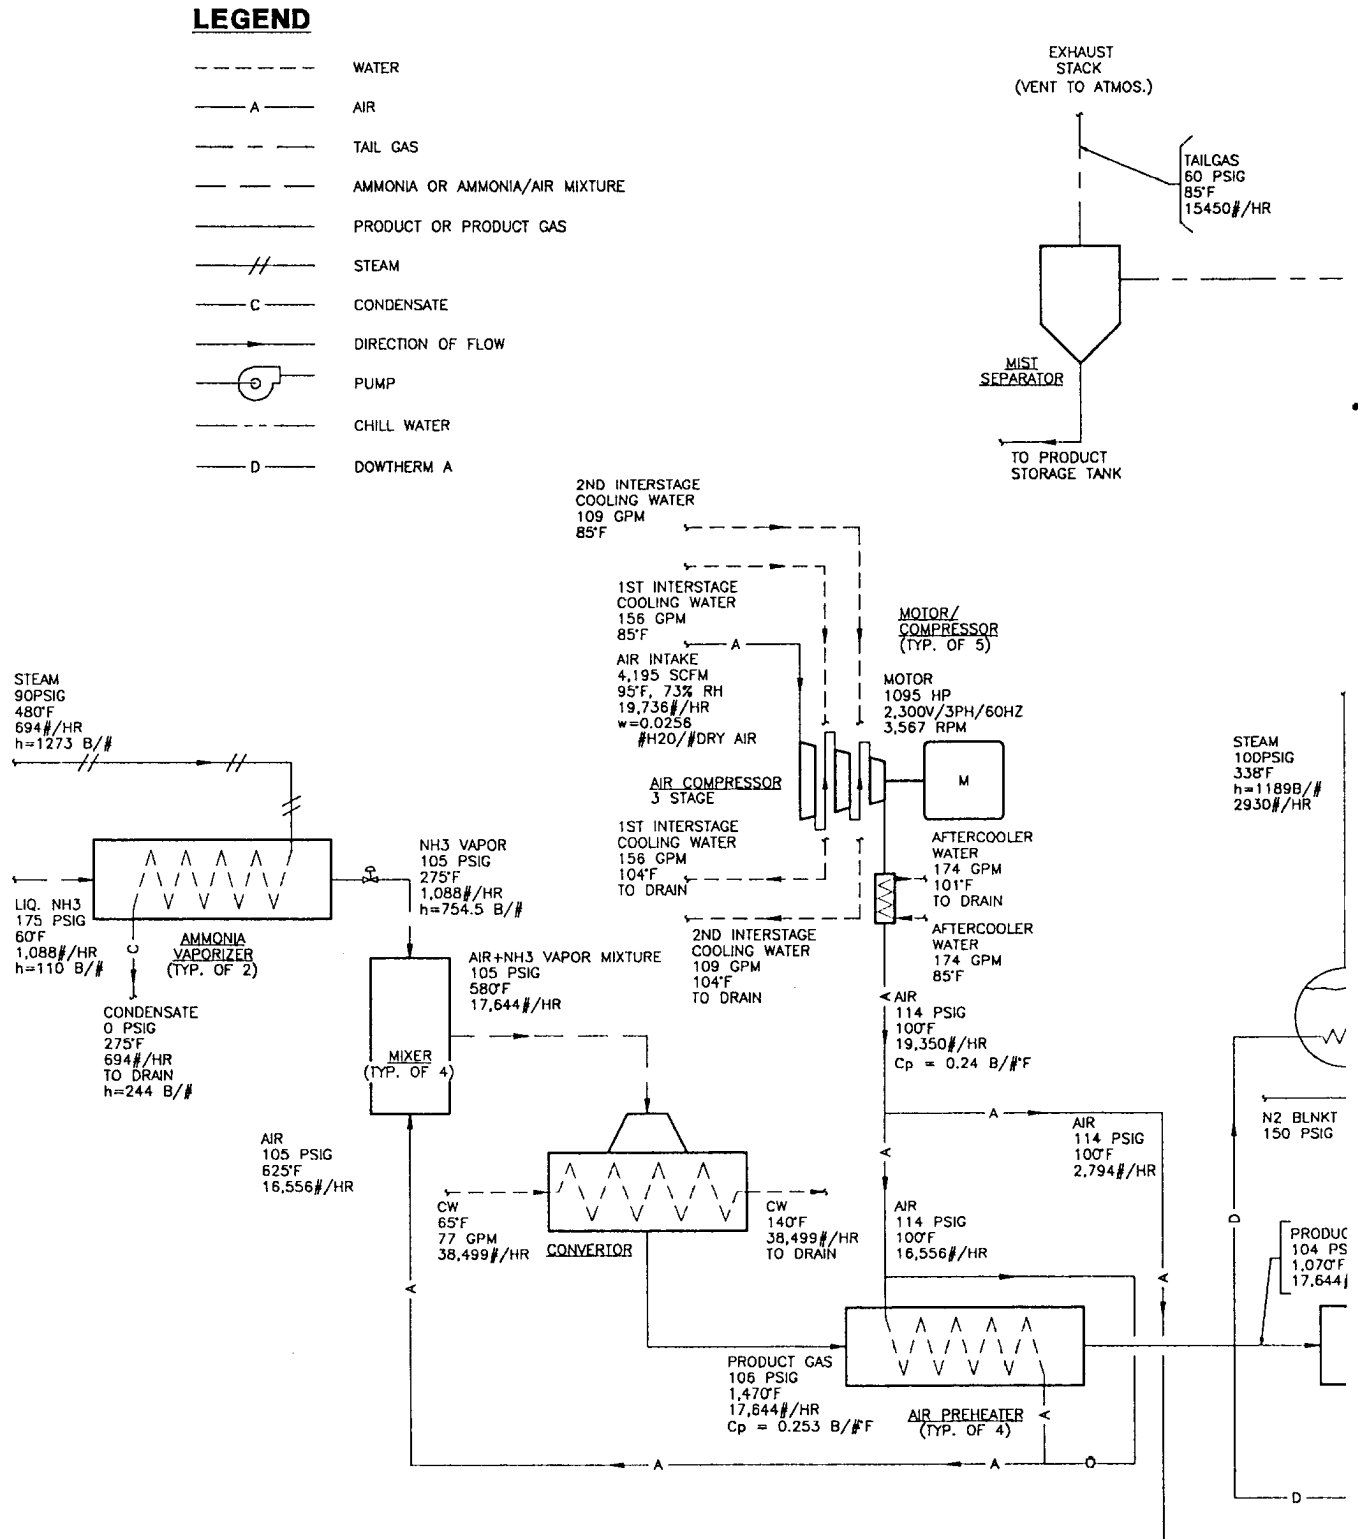 LEGEND
WATER
A
AIR
TAIL GAS
AMMONIA OR AMMONIA/AIR MIXTURE
PRODUCT OR PRODUCT GAS
STEAM
C
CONDENSATE
DIRECTION OF FLOW
PUMP
CHILL WATER
D
DOWTHERM A
EXHAUST
STACK
(VENT TO ATMOS.)
TAILGAS
60 PSIG
85°F
15450#/HR
MIST
SEPARATOR
TO PRODUCT
STORAGE TANK
2ND INTERSTAGE
COOLING WATER
109 GPM
85°F
1ST INTERSTAGE
COOLING WATER
156 GPM
85°F
A
AIR INTAKE
4,195 SCFM
95°F, 73% RH
19,736#/HR
w=0.0256
#H20/#DRY AIR
MOTOR/
COMPRESSOR
(TYP. OF 5)
MOTOR
1095 HP
2,300V/3PH/60HZ
3,567 RPM
M
AIR COMPRESSOR
3 STAGE
1ST INTERSTAGE
COOLING WATER
156 GPM
104°F
TO DRAIN
2ND INTERSTAGE
COOLING WATER
109 GPM
104°F
TO DRAIN
AFTERCOOLER
WATER
174 GPM
101°F
TO DRAIN
AFTERCOOLER
WATER
174 GPM
85°F
STEAM
90PSIG
480°F
694#/HR
h=1273 B/#
LIQ. NH3
175 PSIG
60°F
1,088#/HR
h=110 B/#
AMMONIA
VAPORIZER
(TYP. OF 2)
C
CONDENSATE
0 PSIG
275°F
694#/HR
TO DRAIN
h=244 B/#
NH3 VAPOR
105 PSIG
275°F
1,088#/HR
h=754.5 B/#
AIR+NH3 VAPOR MIXTURE
105 PSIG
580°F
17,644#/HR
MIXER
(TYP. OF 4)
AIR
105 PSIG
625°F
16,556#/HR
STEAM
100PSIG
338°F
h=1189B/#
2930#/HR
A
AIR
114 PSIG
100°F
19,350#/HR
Cp = 0.24 B/#°F
A
AIR
114 PSIG
100°F
2,794#/HR
A
AIR
114 PSIG
100°F
16,556#/HR
N2 BLNKT
150 PSIG
CW
65°F
77 GPM
38,499#/HR
CONVERTOR
CW
140°F
38,499#/HR
TO DRAIN
D
A
A
PRODUC
104 PS
1,070°F
17,644#
PRODUCT GAS
106 PSIG
1,470°F
17,644#/HR
Cp = 0.253 B/#°F
AIR PREHEATER
(TYP. OF 4)
A
A
A
O
D